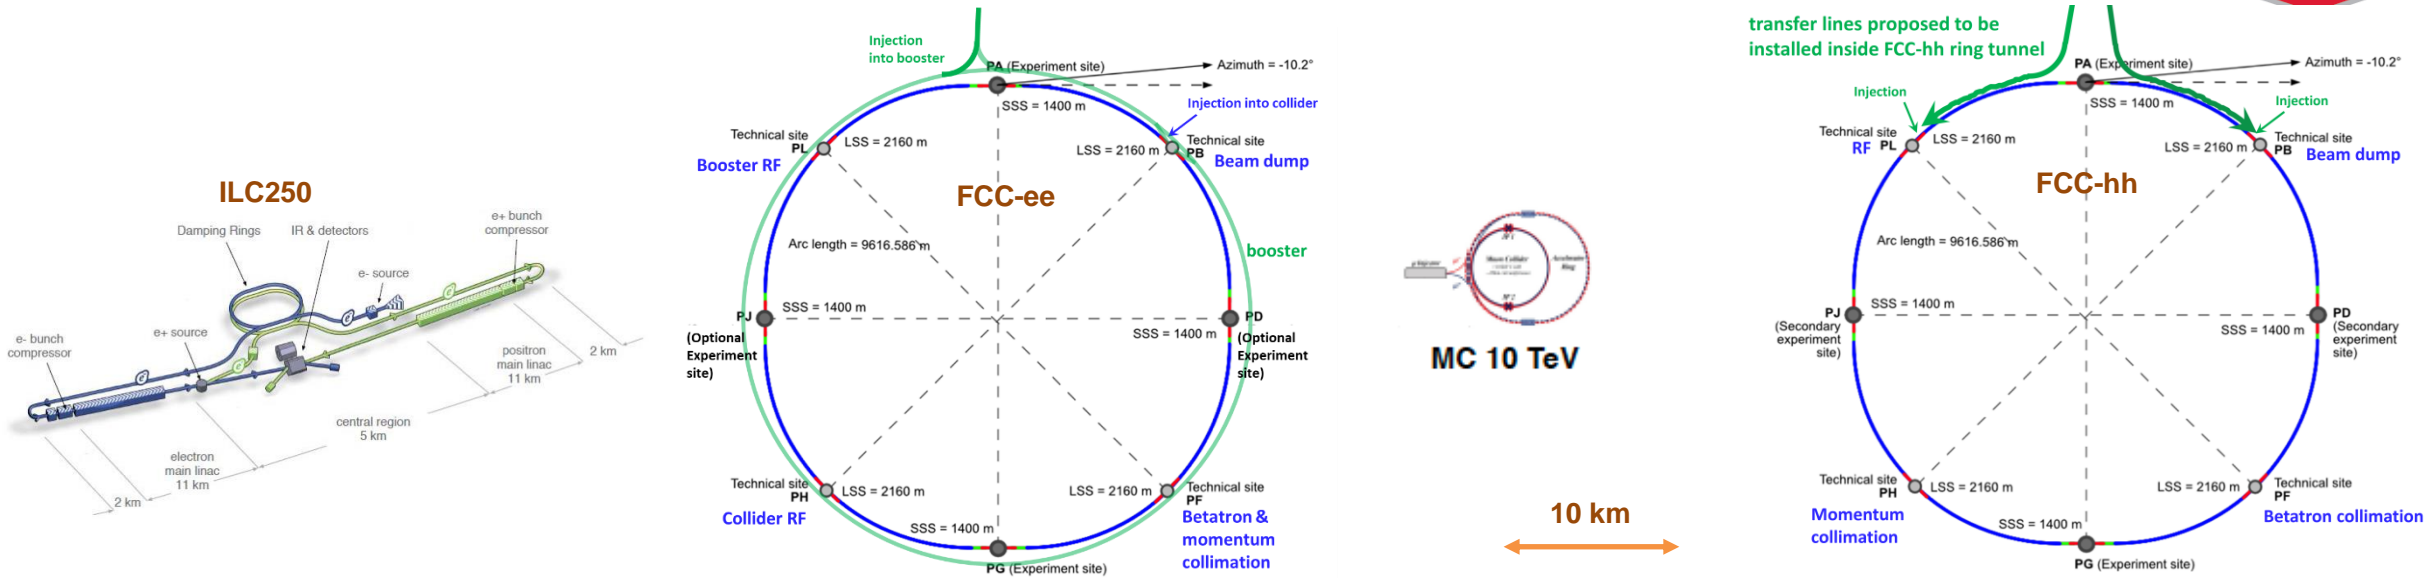 ILC250
Damping Rings
IR & detectors
e+ bunch
compressor
e- source
e+ source
e- bunch
compressor
2 km
positron
main linac
11 km
central region
5 km
electron
main linac
11 km
2 km
Injection
into booster
PA (Experiment site)
Azimuth = -10.2°
SSS = 1400 m
Injection into collider
Technical site
PL
LSS = 2160 m
Booster RF
LSS = 2160 m
Technical site
PB
Beam dump
FCC-ee
Arc length = 9616.586 m
booster
SSS = 1400 m
PJ
(Optional
Experiment
site)
SSS = 1400 m
PD
(Optional
Experiment
site)
Technical site
PH
LSS = 2160 m
Collider RF
LSS = 2160 m
Technical site
PF
Betatron &
momentum
collimation
SSS = 1400 m
PG (Experiment site)
MC 10 TeV
10 km
transfer lines proposed to be
installed inside FCC-hh ring tunnel
PA (Experiment site)
Azimuth = -10.2°
SSS = 1400 m
Injection
Injection
Technical site
RF PL
LSS = 2160 m
LSS = 2160 m
Technical site
PB
Beam dump
FCC-hh
Arc length = 9616.586 m
SSS = 1400 m
PJ
(Secondary
experiment
site)
SSS = 1400 m
PD
(Secondary
experiment
site)
Technical site
PH
LSS = 2160 m
Momentum
collimation
LSS = 2160 m
Technical site
PF
Betatron collimation
SSS = 1400 m
PG (Experiment site)